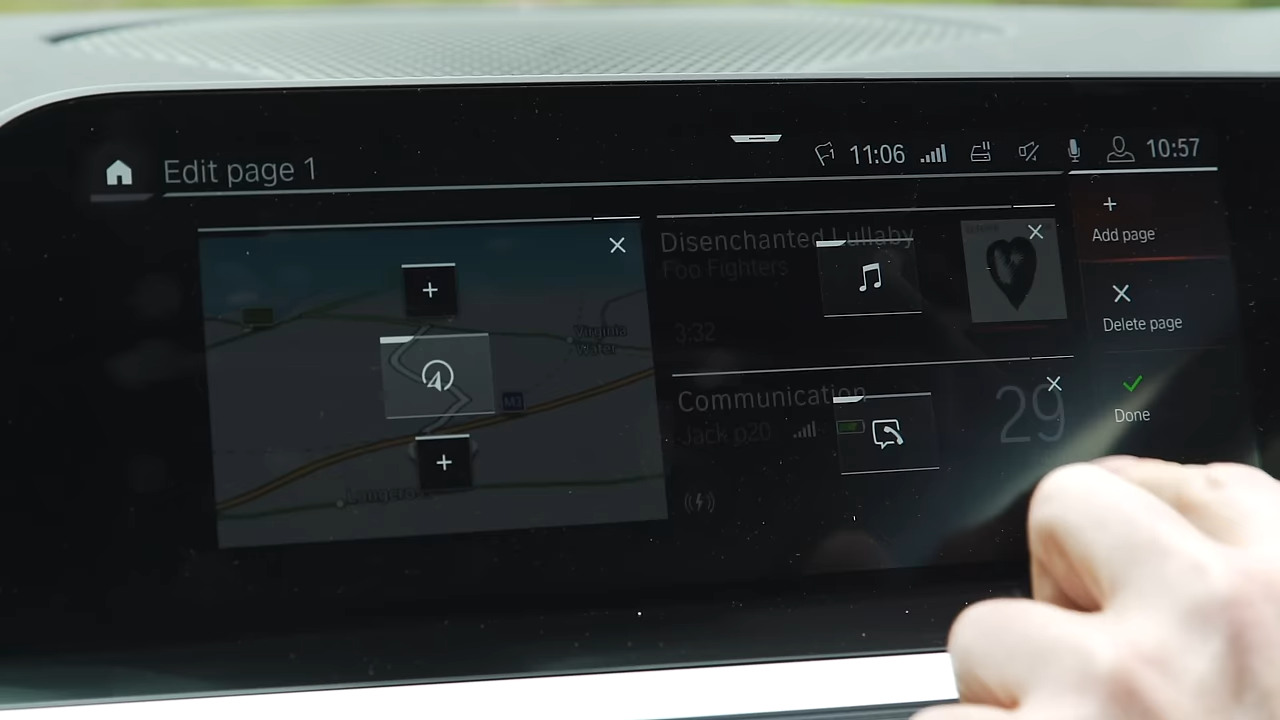 Edit page 1
11:06
10:57
Disenchanted Lullaby
Foo Fighters
3:32
Add page
Delete page
Done
Virginia
Water
Communication
Jack p20
29